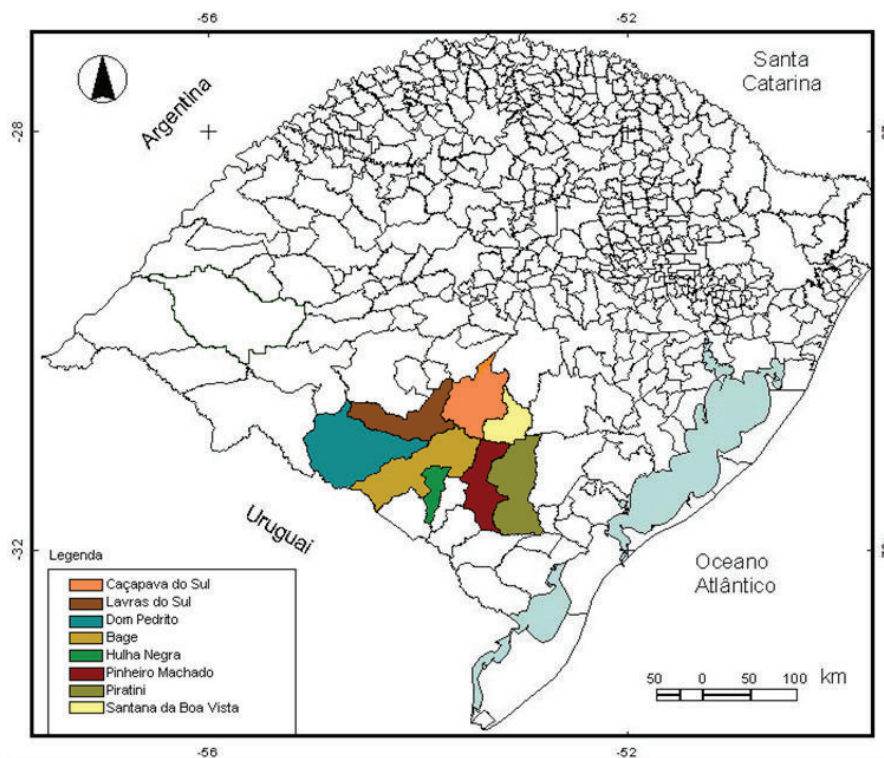 -56 -52
Santa
Catarina
Argentina
-28
Uruguai
-32
Oceano
Atlântico
Legenda
Caçapava do Sul
Lavras do Sul
Dom Pedrito
Bage
Hulha Negra
Pinheiro Machado
Piratini
Santana da Boa Vista
50 0 50 100 km
-56 -52